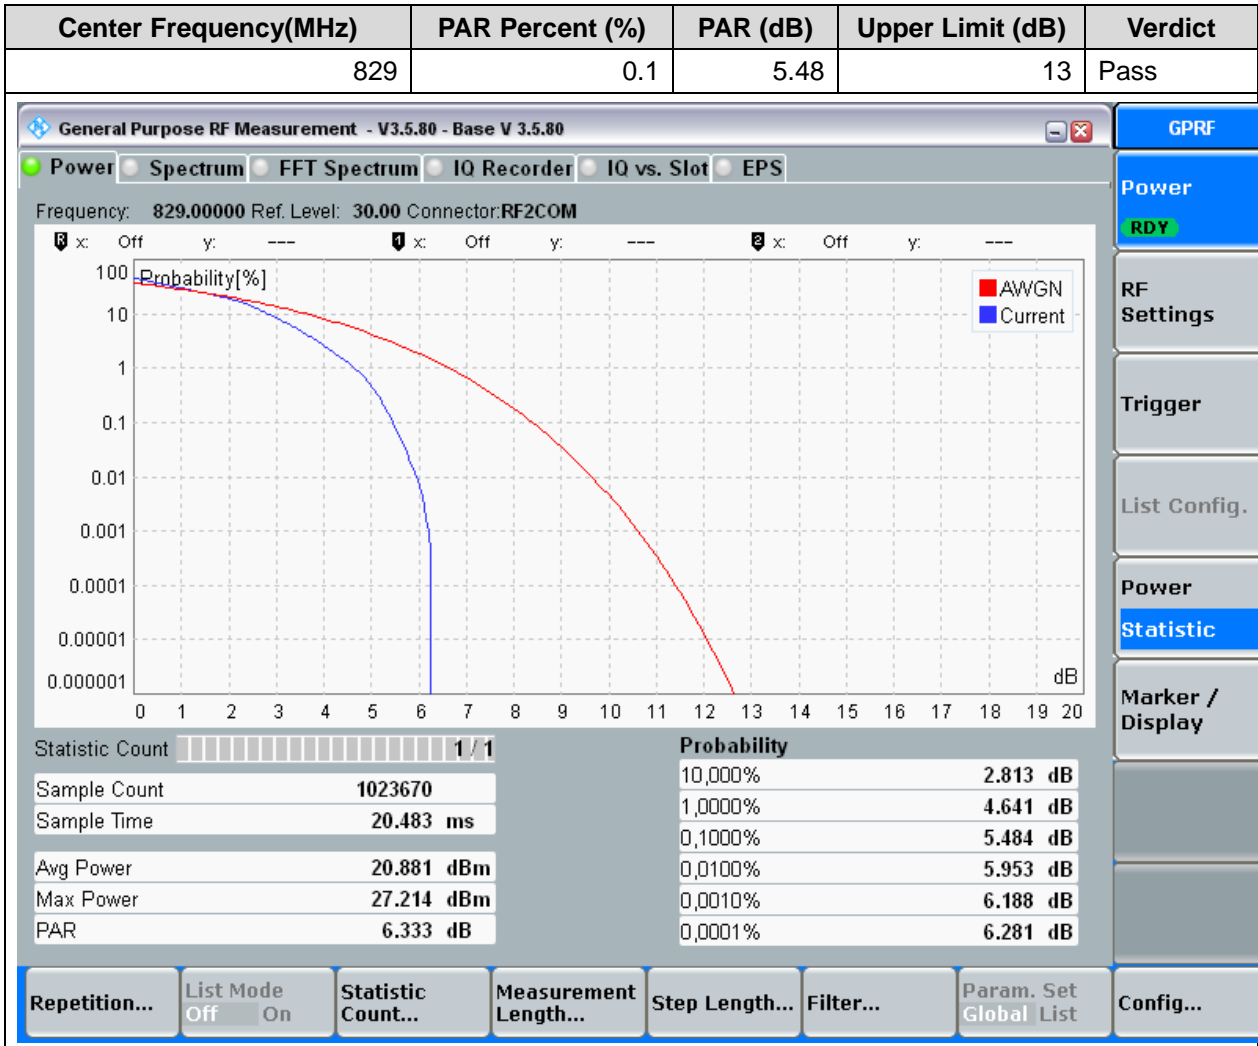 Center Frequency(MHz) PAR Percent (%) PAR (dB) Upper Limit (dB) Verdict
829 0.1 5.48 13 Pass
General Purpose RF Measurement - V3.5.80 - Base V 3.5.80
GPRF
Power Spectrum FFT Spectrum IQ Recorder IQ vs. Slot EPS
Frequency: 829.00000 Ref. Level: 30.00 Connector:RF2COM
R x: Off y: --- 1 x: Off y: --- 2 x: Off y: ---
Probability[%]
AWGN
Current
100
10
1
0.1
0.01
0.001
0.0001
0.00001
0.000001
dB
0 1 2 3 4 5 6 7 8 9 10 11 12 13 14 15 16 17 18 19 20
Statistic Count 1 / 1
Sample Count 1023670
Sample Time 20.483 ms
Avg Power 20.881 dBm
Max Power 27.214 dBm
PAR 6.333 dB
Probability
10,000% 2.813 dB
1,0000% 4.641 dB
0,1000% 5.484 dB
0,0100% 5.953 dB
0,0010% 6.188 dB
0,0001% 6.281 dB
Power
RDY
RF
Settings
Trigger
List Config.
Power
Statistic
Marker /
Display
Repetition...
List Mode
Off On
Statistic
Count...
Measurement
Length...
Step Length...
Filter...
Param. Set
Global List
Config...